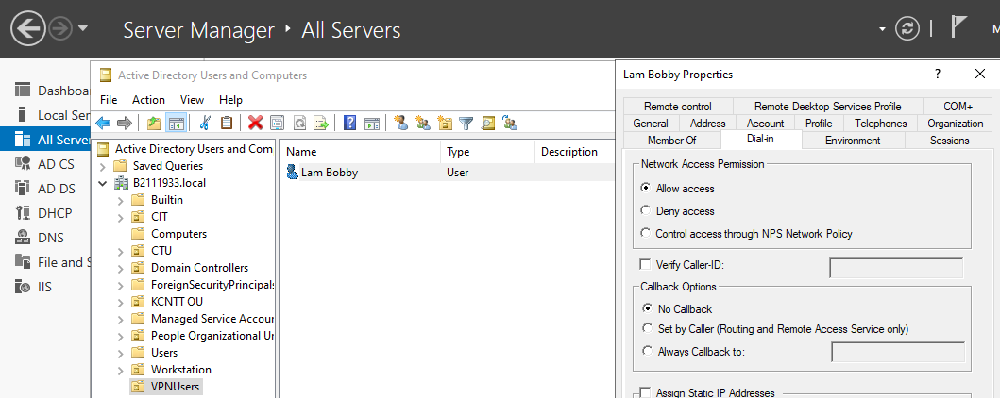 Server Manager ‣ All Servers
M
Dashboa
Local Ser
All Server
AD CS
AD DS
DHCP
DNS
File and S
IIS
Active Directory Users and Computers
File Action View Help
Active Directory Users and Com
Saved Queries
B2111933.local
Builtin
CIT
Computers
CTU
Domain Controllers
ForeignSecurityPrincipals
KCNTT OU
Managed Service Accour
People Organizational Ur
Users
Workstation
VPNUsers
Name Type Description
Lam Bobby User
Lam Bobby Properties
Remote control Remote Desktop Services Profile COM+
General Address Account Profile Telephones Organization
Member Of Dial-in Environment Sessions
Network Access Permission
Allow access
Deny access
Control access through NPS Network Policy
Verify Caller-ID:
Callback Options
No Callback
Set by Caller (Routing and Remote Access Service only)
Always Callback to:
Assign Static IP Addresses